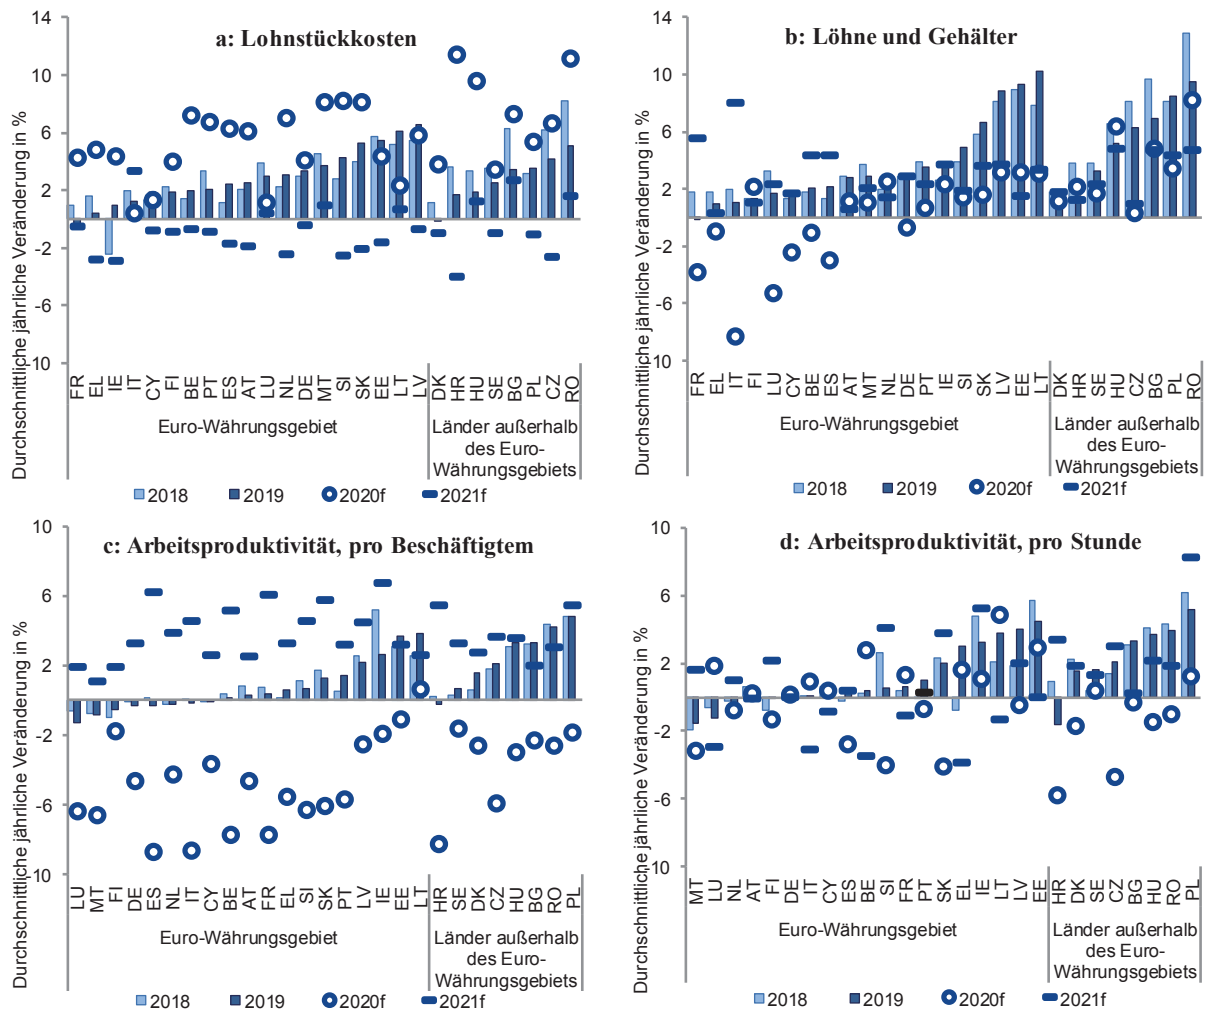 a: Lohnstückkosten
Durchschnittliche jährliche Veränderung in %
14
10
6
2
-2
-6
10
FR EL IE IT CY FI BE PT ES AT LU NL DE MT SI SK EE LT LV DK HR HU SE BG PL CZ RO
Euro-Währungsgebiet
Länder außerhalb
des Euro-
Währungsgebiets
2018 2019 2020f 2021f
b: Löhne und Gehälter
Durchschnittliche jährliche Veränderung in %
14
10
6
2
-2
-6
10
FR EL IT FI LU CY BE ES AT MT NL DE PT IE SI SK LV EE LT DK HR SE HU CZ BG PL RO
Euro-Währungsgebiet
Länder außerhalb
des Euro-
Währungsgebiets
2018 2019 2020f 2021f
c: Arbeitsproduktivität, pro Beschäftigtem
Durchschnittliche jährliche Veränderung in %
10
6
2
-2
-6
10
LU MT FI DE ES NL IT CY BE AT FR EL SI SK PT LV IE EE LT HR SE DK CZ HU BG RO PL
Euro-Währungsgebiet
Länder außerhalb
des Euro-
Währungsgebiets
2018 2019 2020f 2021f
d: Arbeitsproduktivität, pro Stunde
Durchschnittliche jährliche Veränderung in %
10
6
2
-2
-6
10
MT LU NL AT FI DE IT CY ES BE SI FR PT SK EL IE LT LV EE HR DK SE CZ BG HU RO PL
Euro-Währungsgebiet
Länder außerhalb
des Euro-
Währungsgebiets
2018 2019 2020f 2021f